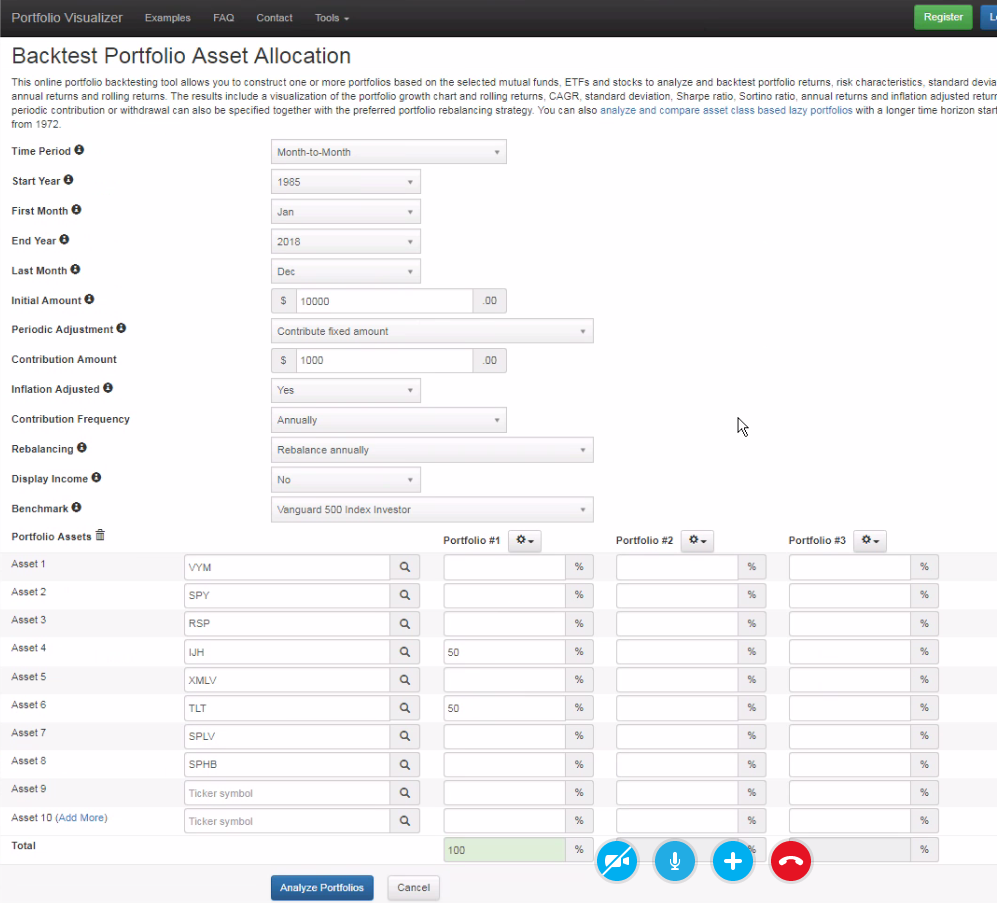 Portfolio Visualizer Examples FAQ Contact Tools Register
Backtest Portfolio Asset Allocation
This online portfolio backtesting tool allows you to construct one or more portfolios based on the selected mutual funds, ETFs and stocks to analyze and backtest portfolio returns, risk characteristics, standard devia
annual returns and rolling returns. The results include a visualization of the portfolio growth chart and rolling returns, CAGR, standard deviation, Sharpe ratio, Sortino ratio, annual returns and inflation adjusted return
periodic contribution or withdrawal can also be specified together with the preferred portfolio rebalancing strategy. You can also analyze and compare asset class based lazy portfolios with a longer time horizon start
from 1972.
Time Period Month-to-Month
Start Year 1985
First Month Jan
End Year 2018
Last Month Dec
Initial Amount $ 10000 .00
Periodic Adjustment Contribute fixed amount
Contribution Amount $ 1000 .00
Inflation Adjusted Yes
Contribution Frequency Annually
Rebalancing Rebalance annually
Display Income No
Benchmark Vanguard 500 Index Investor
Portfolio Assets Portfolio #1 Portfolio #2 Portfolio #3
Asset 1 VYM % % %
Asset 2 SPY % % %
Asset 3 RSP % % %
Asset 4 IJH 50 % % %
Asset 5 XMLV % % %
Asset 6 TLT 50 % % %
Asset 7 SPLV % % %
Asset 8 SPHB % % %
Asset 9 Ticker symbol % % %
Asset 10 (Add More) Ticker symbol % % %
Total 100 % % %
Analyze Portfolios Cancel